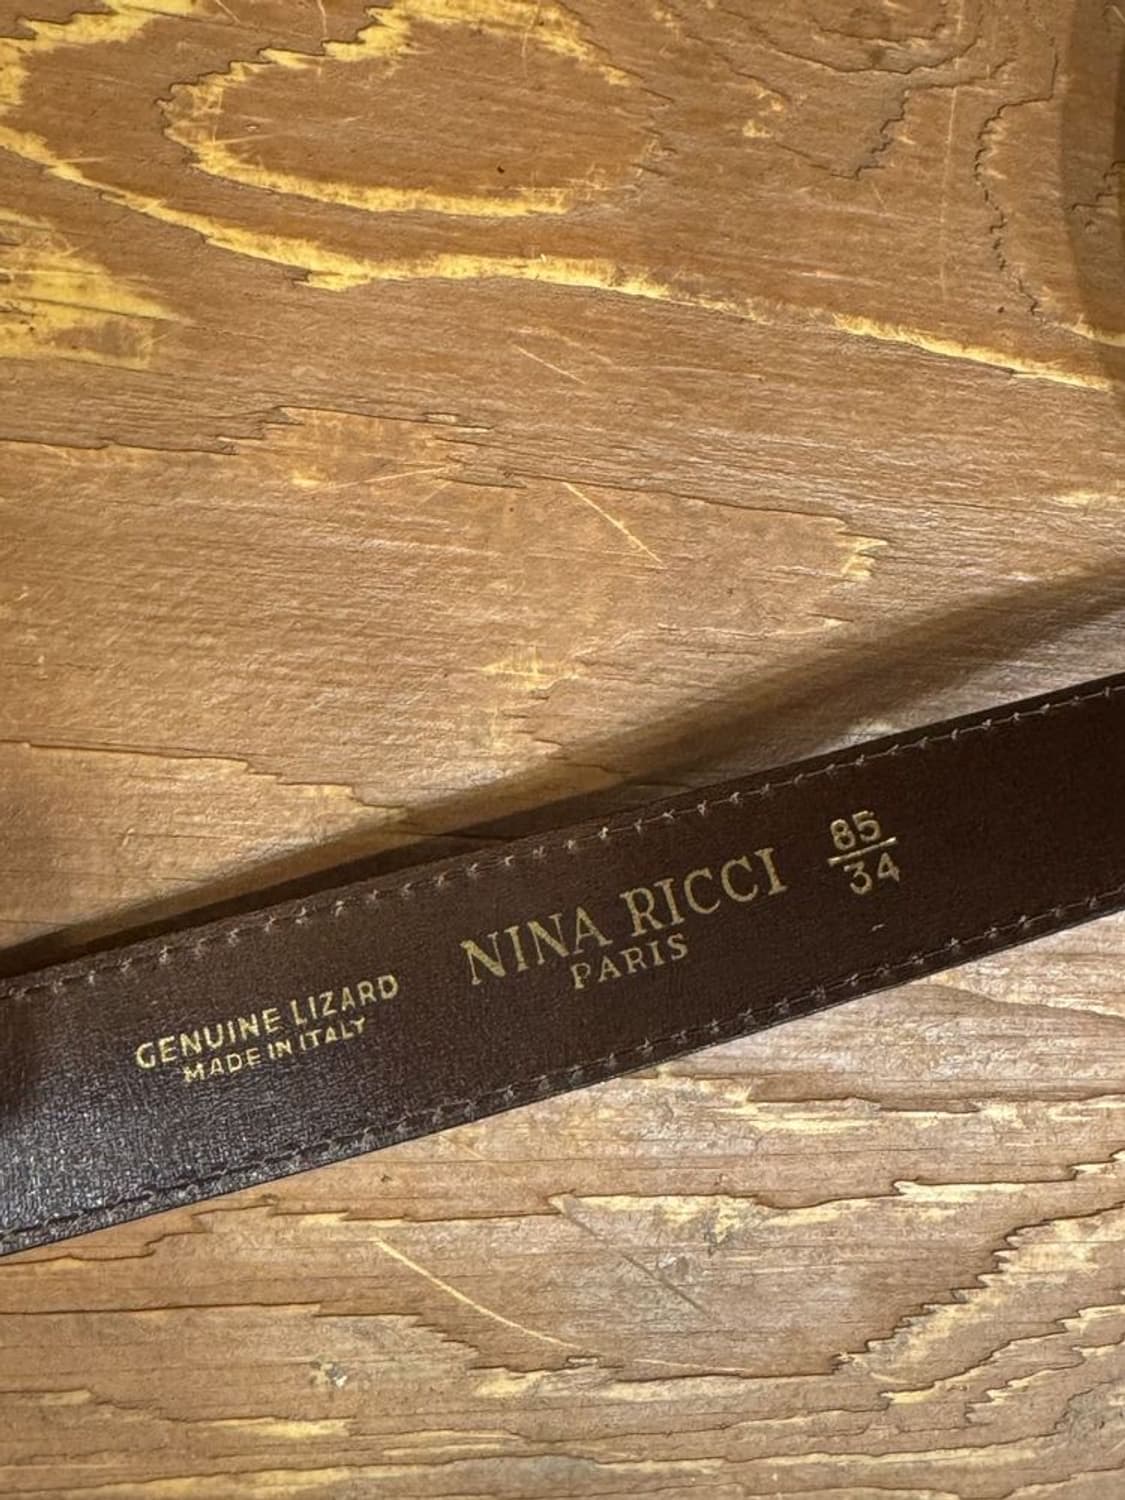 GENUINE LIZARD
MADE IN ITALY
NINA RICCI
PARIS
85
34